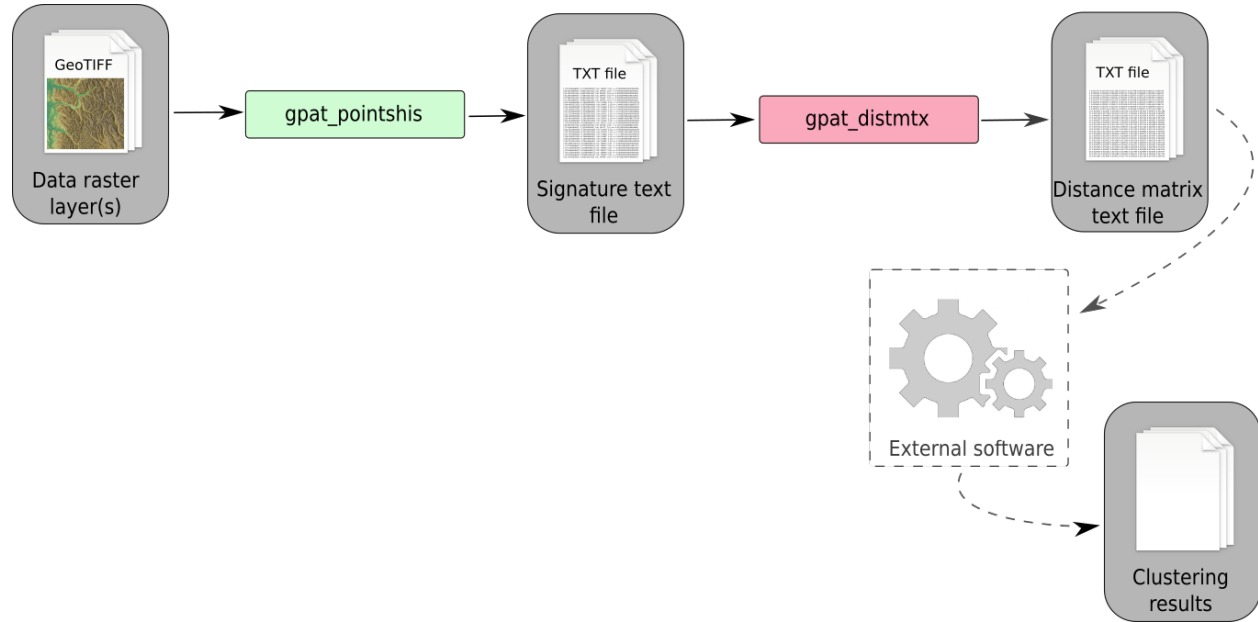 GeoTIFF
Data raster
layer(s)
gpat_pointshis
TXT file
Signature text
file
gpat_distmtx
TXT file
Distance matrix
text file
External software
Clustering
results